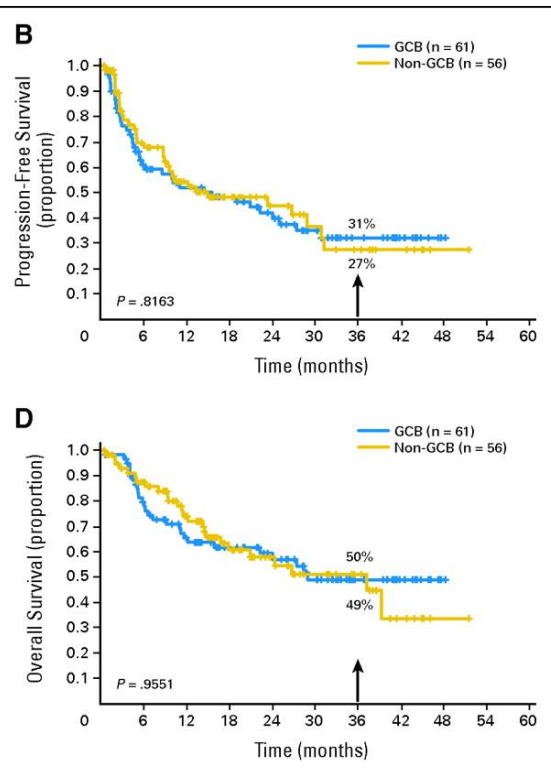 B
GCB (n = 61)
Non-GCB (n = 56)
Progression-Free Survival
(proportion)
1.0
0.9
0.8
0.7
0.6
0.5
0.4
0.3
0.2
0.1
31%
27%
P = .8163
0 6 12 18 24 30 36 42 48 54 60
Time (months)
D
GCB (n = 61)
Non-GCB (n = 56)
Overall Survival (proportion)
1.0
0.9
0.8
0.7
0.6
0.5
0.4
0.3
0.2
0.1
50%
49%
P = .9551
0 6 12 18 24 30 36 42 48 54 60
Time (months)